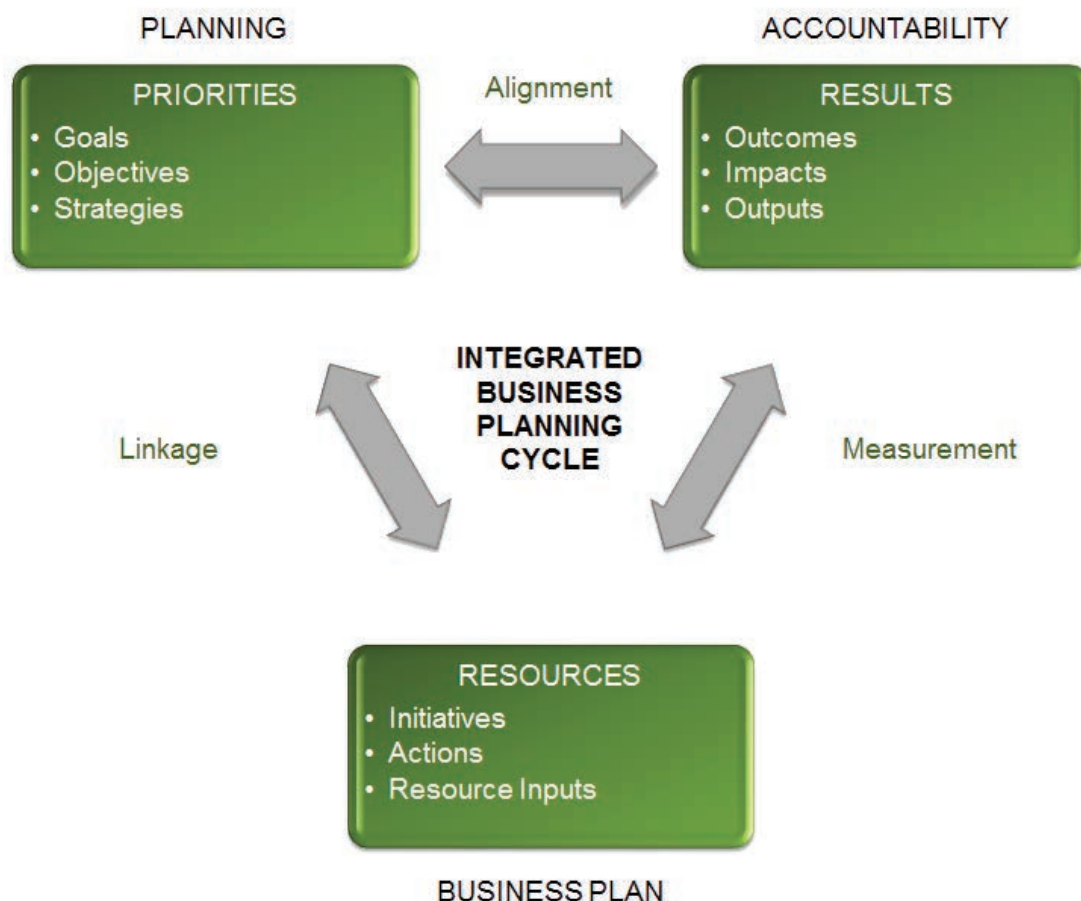 PLANNING
ACCOUNTABILITY
PRIORITIES
• Goals
• Objectives
• Strategies
Alignment
RESULTS
• Outcomes
• Impacts
• Outputs
INTEGRATED
BUSINESS
PLANNING
CYCLE
Linkage
Measurement
RESOURCES
• Initiatives
• Actions
• Resource Inputs
BUSINESS PLAN